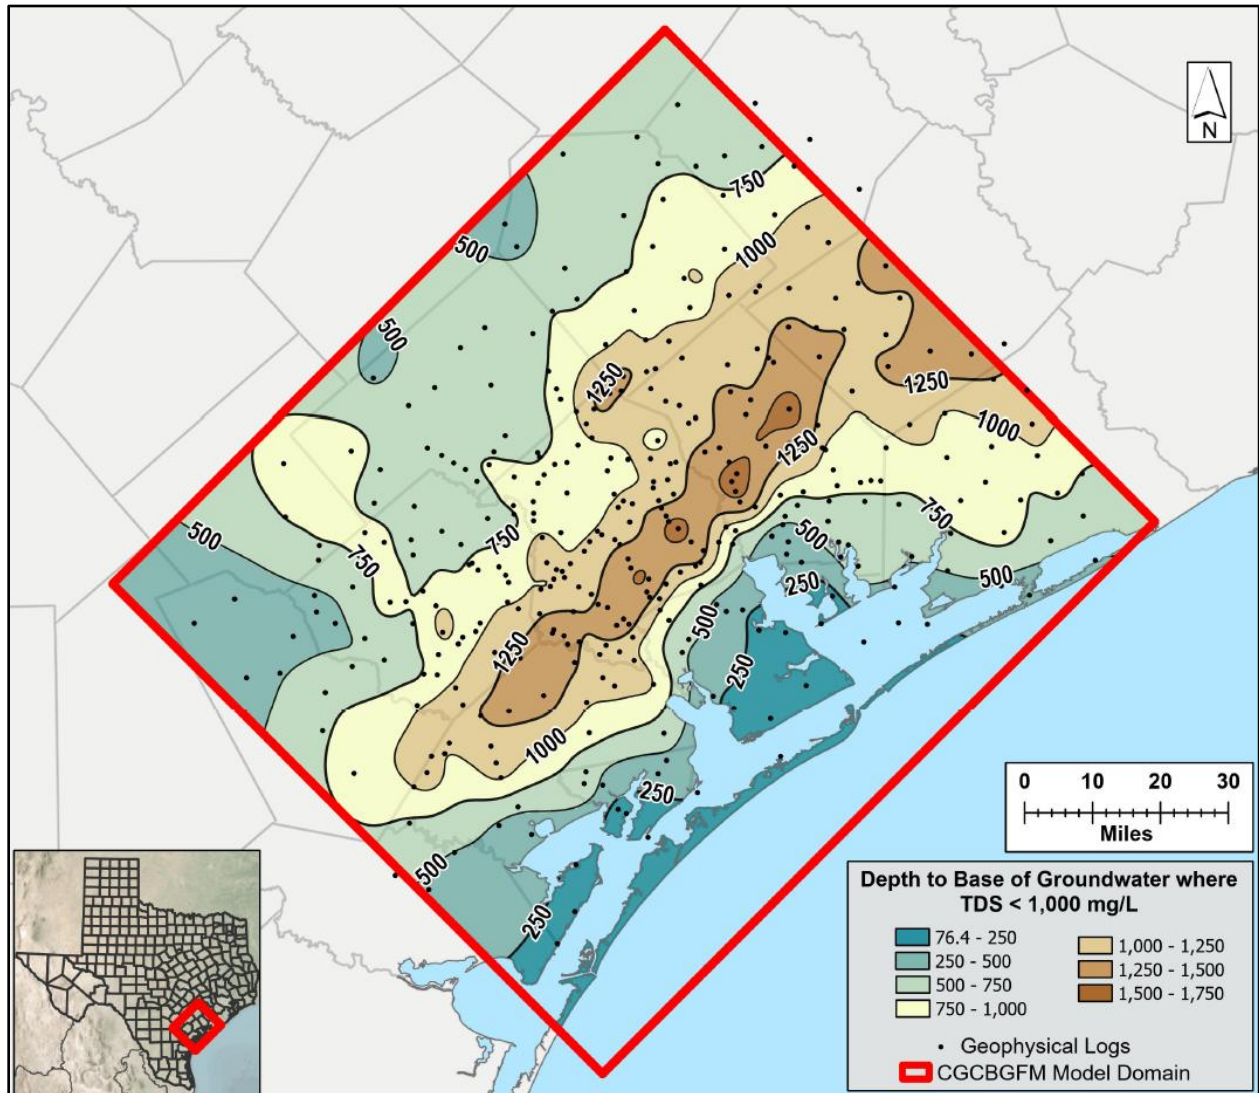 N
750
500
1000
500
1250
1250
1000
1250
750
750
500
750
500
250
500
500
1250
250
1000
250
500
250
0 10 20 30
Miles
Depth to Base of Groundwater where
TDS < 1,000 mg/L
76.4 - 250
250 - 500
500 - 750
750 - 1,000
1,000 - 1,250
1,250 - 1,500
1,500 - 1,750
Geophysical Logs
CGCBGFM Model Domain